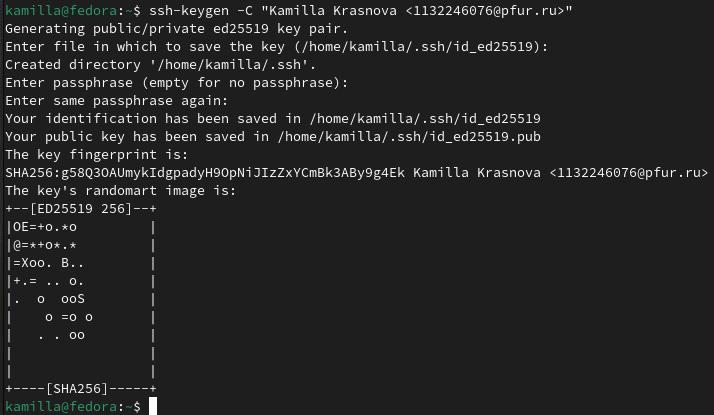 kamilla@fedora:~$ ssh-keygen -C "Kamilla Krasnova <1132246076@pfur.ru>"
Generating public/private ed25519 key pair.
Enter file in which to save the key (/home/kamilla/.ssh/id_ed25519):
Created directory '/home/kamilla/.ssh'.
Enter passphrase (empty for no passphrase):
Enter same passphrase again:
Your identification has been saved in /home/kamilla/.ssh/id_ed25519
Your public key has been saved in /home/kamilla/.ssh/id_ed25519.pub
The key fingerprint is:
SHA256:g58Q3OAUmykIdgpadyH9OpNiJIzZxYCmBk3ABy9g4Ek Kamilla Krasnova <1132246076@pfur.ru>
The key's randomart image is:
+--[ED25519 256]--+
|OE=+o.*o         |
|@=*+o*.*         |
|=Xoo. B..        |
|+.= .. o.        |
|.  o  ooS        |
|    o =o o       |
|   . . oo        |
|                 |
|                 |
+----[SHA256]-----+
kamilla@fedora:~$